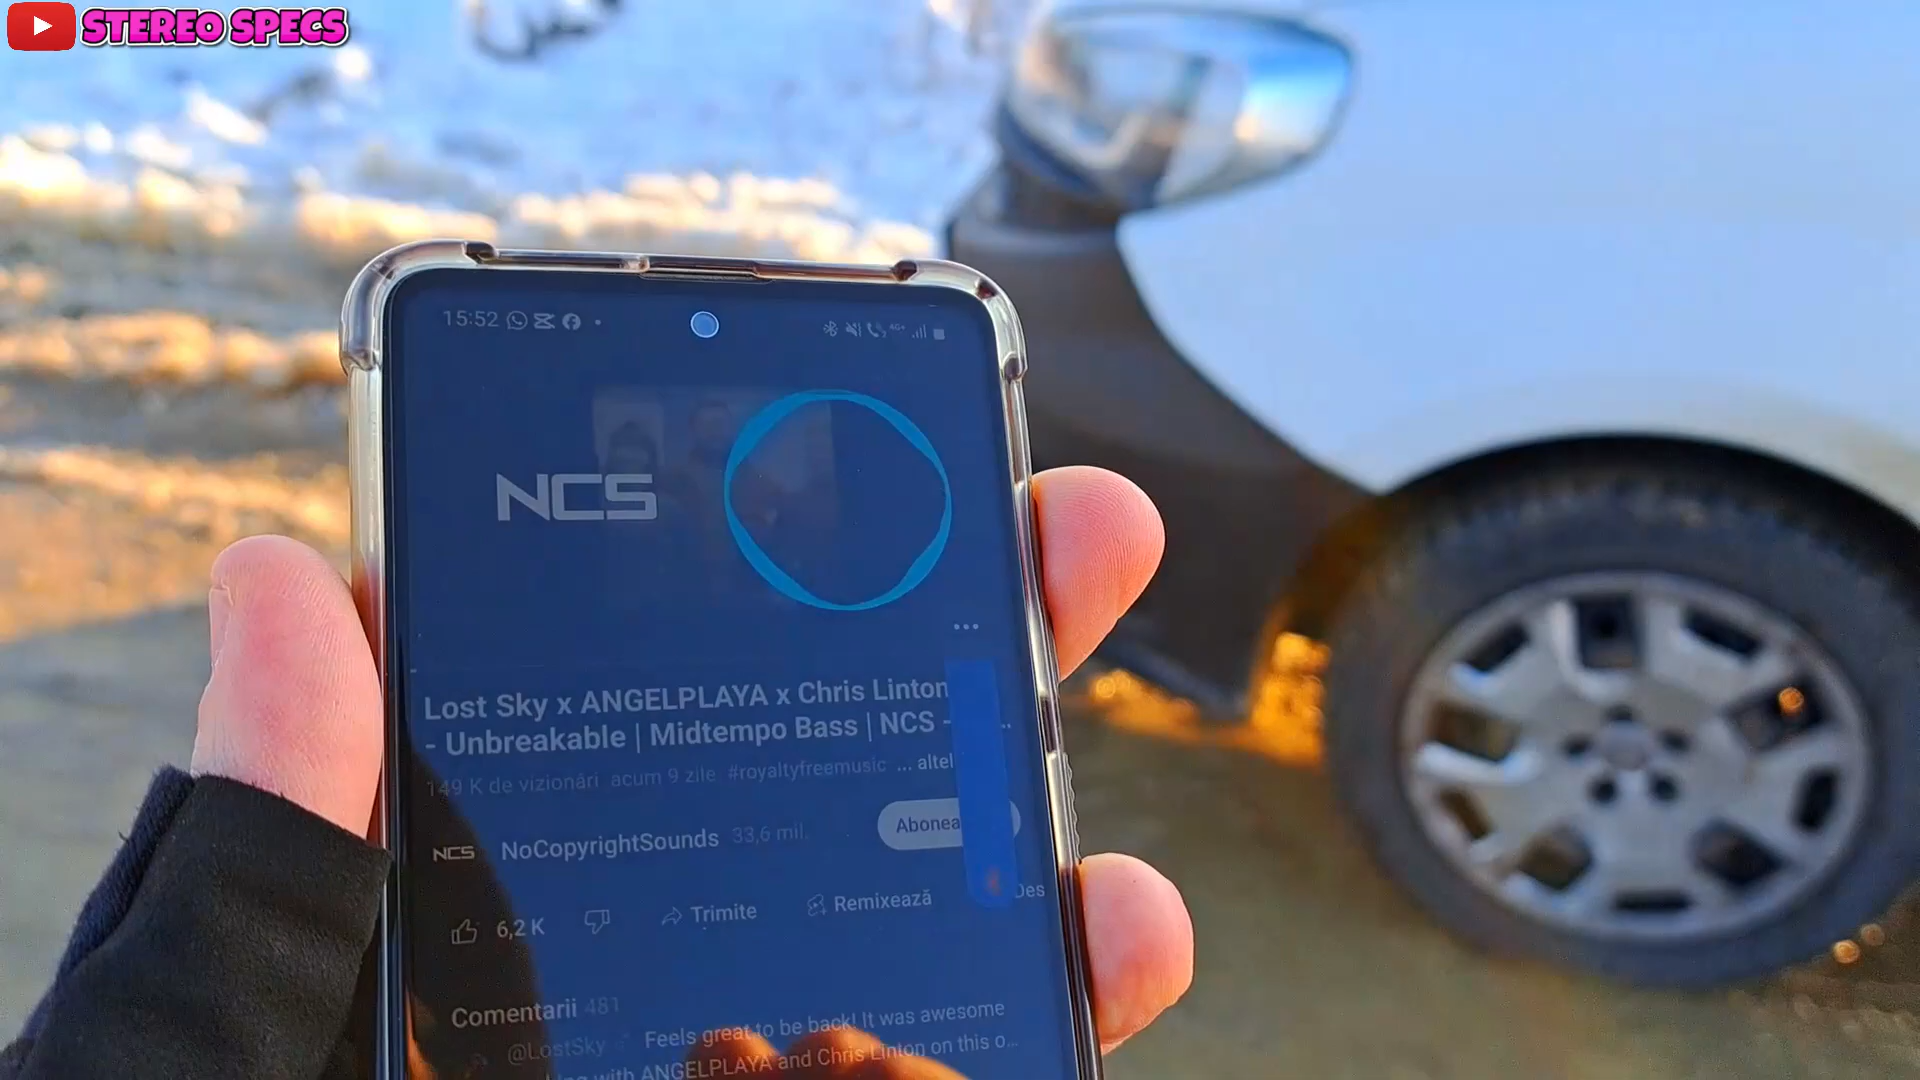 STEREO SPECS
15:52
4G+
NCS
Lost Sky x ANGELPLAYA x Chris Linton
- Unbreakable | Midtempo Bass | NCS - ..
149 K de vizionări acum 9 zile #royaltyfreemusic ... altel
NCS NoCopyrightSounds 33,6 mil. Abonea
6,2 K Trimite Remixează Des
Comentarii 481
@LostSky Feels great to be back! It was awesome
with ANGELPLAYA and Chris Linton on this o...